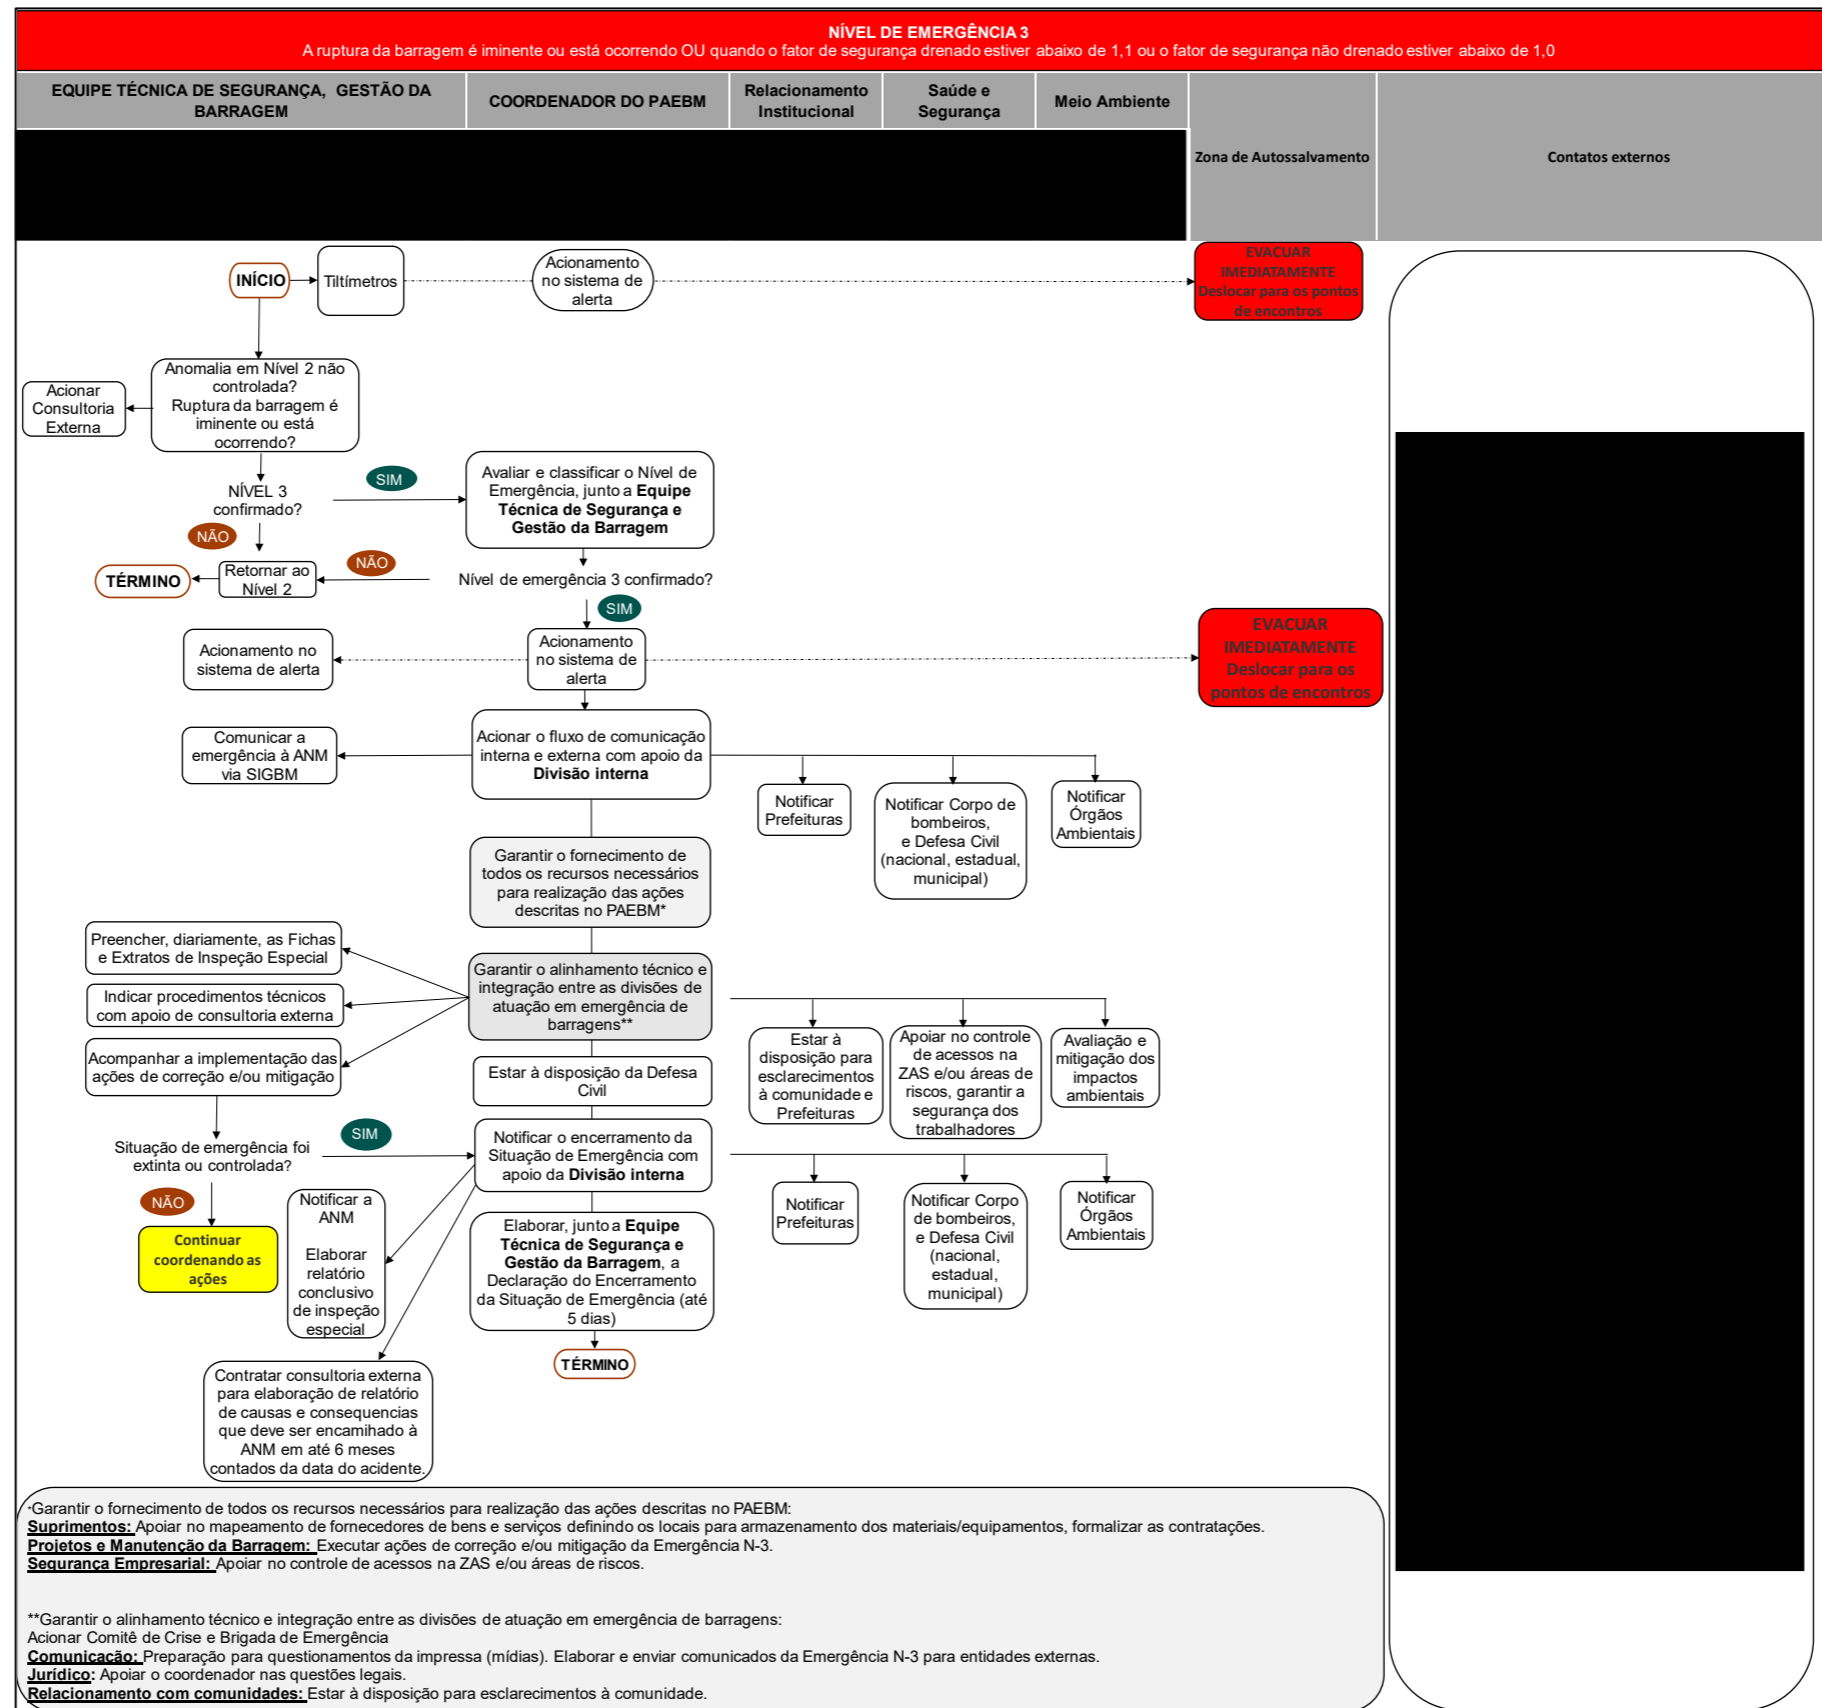 NÍVEL DE EMERGÊNCIA 3
A ruptura da barragem é iminente ou está ocorrendo OU quando o fator de segurança drenado estiver abaixo de 1,1 ou o fator de segurança não drenado estiver abaixo de 1,0
EQUIPE TÉCNICA DE SEGURANÇA, GESTÃO DA
BARRAGEM
COORDENADOR DO PAEBM
Relacionamento
Institucional
Saúde e
Segurança
Meio Ambiente
Zona de Autossalvamento
Contatos externos
INÍCIO
Tiltímetros
Acionamento
no sistema de
alerta
EVACUAR
IMEDIATAMENTE
Deslocar para os pontos
de encontros
Anomalia em Nível 2 não
controlada?
Ruptura da barragem é
iminente ou está
ocorrendo?
Acionar
Consultoria
Externa
NÍVEL 3
confirmado?
SIM
Avaliar e classificar o Nível de
Emergência, junto a Equipe
Técnica de Segurança e
Gestão da Barragem
NÃO
TÉRMINO
Retornar ao
Nível 2
NÃO
Nível de emergência 3 confirmado?
SIM
Acionamento no
sistema de alerta
Acionamento
no sistema de
alerta
EVACUAR
IMEDIATAMENTE
Deslocar para os
pontos de encontros
Comunicar a
emergência à ANM
via SIGBM
Acionar o fluxo de comunicação
interna e externa com apoio da
Divisão interna
Notificar
Prefeituras
Notificar Corpo de
bombeiros,
e Defesa Civil
(nacional, estadual,
municipal)
Notificar
Órgãos
Ambientais
Garantir o fornecimento de
todos os recursos necessários
para realização das ações
descritas no PAEBM*
Preencher, diariamente, as Fichas
e Extratos de Inspeção Especial
Indicar procedimentos técnicos
com apoio de consultoria externa
Acompanhar a implementação das
ações de correção e/ou mitigação
Garantir o alinhamento técnico e
integração entre as divisões de
atuação em emergência de
barragens**
Estar à
disposição para
esclarecimentos
à comunidade e
Prefeituras
Apoiar no controle
de acessos na
ZAS e/ou áreas de
riscos, garantir a
segurança dos
trabalhadores
Avaliação e
mitigação dos
impactos
ambientais
Estar à disposição da Defesa
Civil
Situação de emergência foi
extinta ou controlada?
SIM
Notificar o encerramento da
Situação de Emergência com
apoio da Divisão interna
NÃO
Continuar
coordenando as
ações
Notificar a
ANM
Elaborar
relatório
conclusivo
de inspeção
especial
Elaborar, junto a Equipe
Técnica de Segurança e
Gestão da Barragem, a
Declaração do Encerramento
da Situação de Emergência (até
5 dias)
Notificar
Prefeituras
Notificar Corpo
de bombeiros,
e Defesa Civil
(nacional,
estadual,
municipal)
Notificar
Órgãos
Ambientais
TÉRMINO
Contratar consultoria externa
para elaboração de relatório
de causas e consequencias
que deve ser encamihado à
ANM em até 6 meses
contados da data do acidente.
*Garantir o fornecimento de todos os recursos necessários para realização das ações descritas no PAEBM:
Suprimentos: Apoiar no mapeamento de fornecedores de bens e serviços definindo os locais para armazenamento dos materiais/equipamentos, formalizar as contratações.
Projetos e Manutenção da Barragem: Executar ações de correção e/ou mitigação da Emergência N-3.
Segurança Empresarial: Apoiar no controle de acessos na ZAS e/ou áreas de riscos.
**Garantir o alinhamento técnico e integração entre as divisões de atuação em emergência de barragens:
Acionar Comitê de Crise e Brigada de Emergência
Comunicação: Preparação para questionamentos da impressa (mídias). Elaborar e enviar comunicados da Emergência N-3 para entidades externas.
Jurídico: Apoiar o coordenador nas questões legais.
Relacionamento com comunidades: Estar à disposição para esclarecimentos à comunidade.